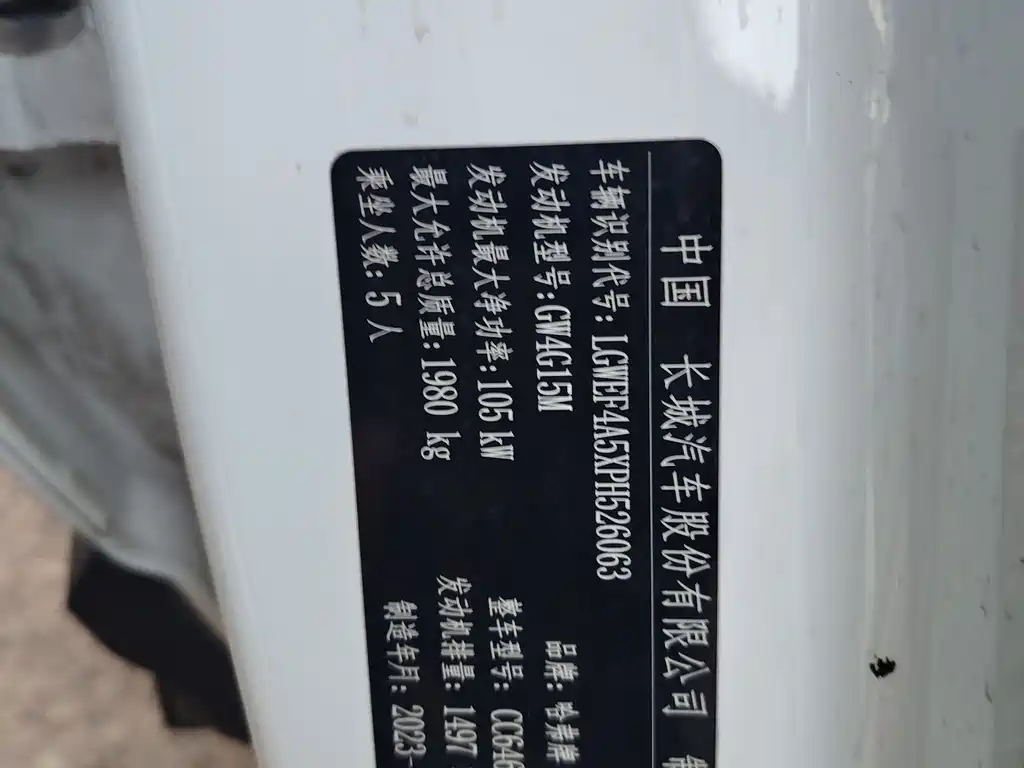 中国 长城汽车股份有限公司 制
车辆识别代号: LGWEF4A5XPH526063
发动机型号: GW4G15M 品牌: 哈弗牌
发动机最大净功率: 105 kW 整车型号: CC646
最大允许总质量: 1980 kg 发动机排量: 1497
乘坐人数: 5 人 制造年月: 2023-